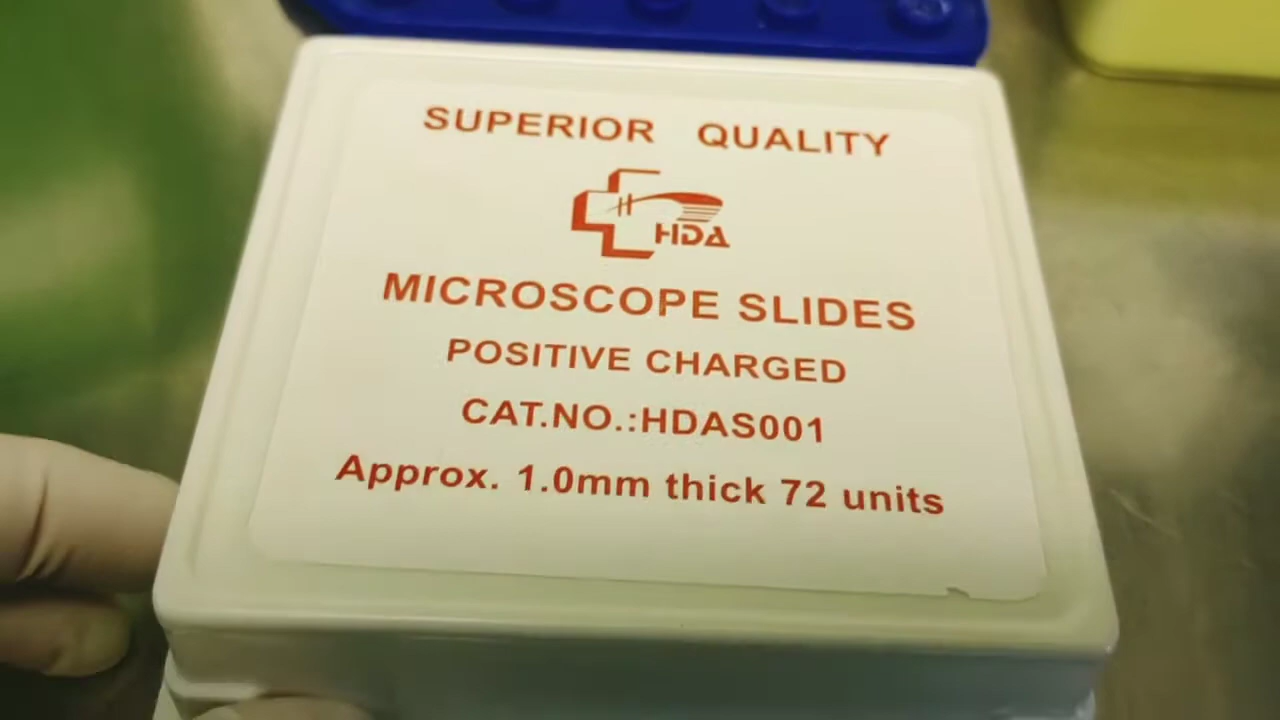 SUPERIOR QUALITY
HDA
MICROSCOPE SLIDES
POSITIVE CHARGED
CAT.NO.:HDAS001
Approx. 1.0mm thick 72 units